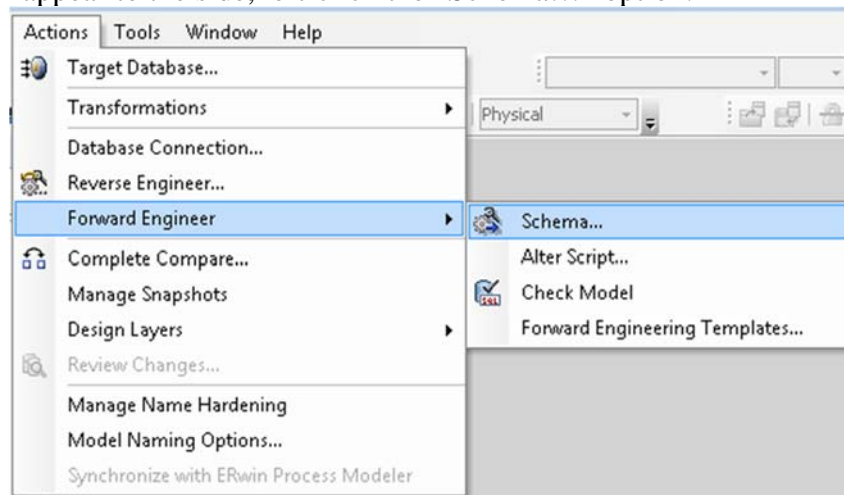 Actions Tools Window Help
Target Database...
Transformations
Physical
Database Connection...
Reverse Engineer...
Forward Engineer
Schema...
Complete Compare...
Alter Script...
Manage Snapshots
Check Model
Design Layers
Forward Engineering Templates...
Review Changes...
Manage Name Hardening
Model Naming Options...
Synchronize with ERwin Process Modeler